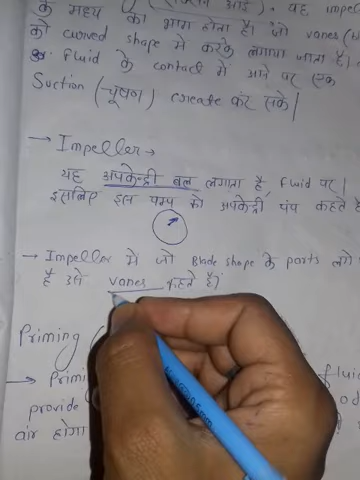 के मध्य का भाग होता है। जो vanes
को curved shape में करके लगाया जाता है।
fluid के contact में आने पर एक
Suction (चूषण) create कर सके।
→ Impeller →
यह अपकेन्द्री बल लगाता है, fluid पर।
इसलिए इस पम्प को अपकेन्द्री पंप कहते है
→ Impeller में जो Blade shape के parts लगे
है उसे vanes कहते है।
Priming (
→ Primi
provide
air होगा